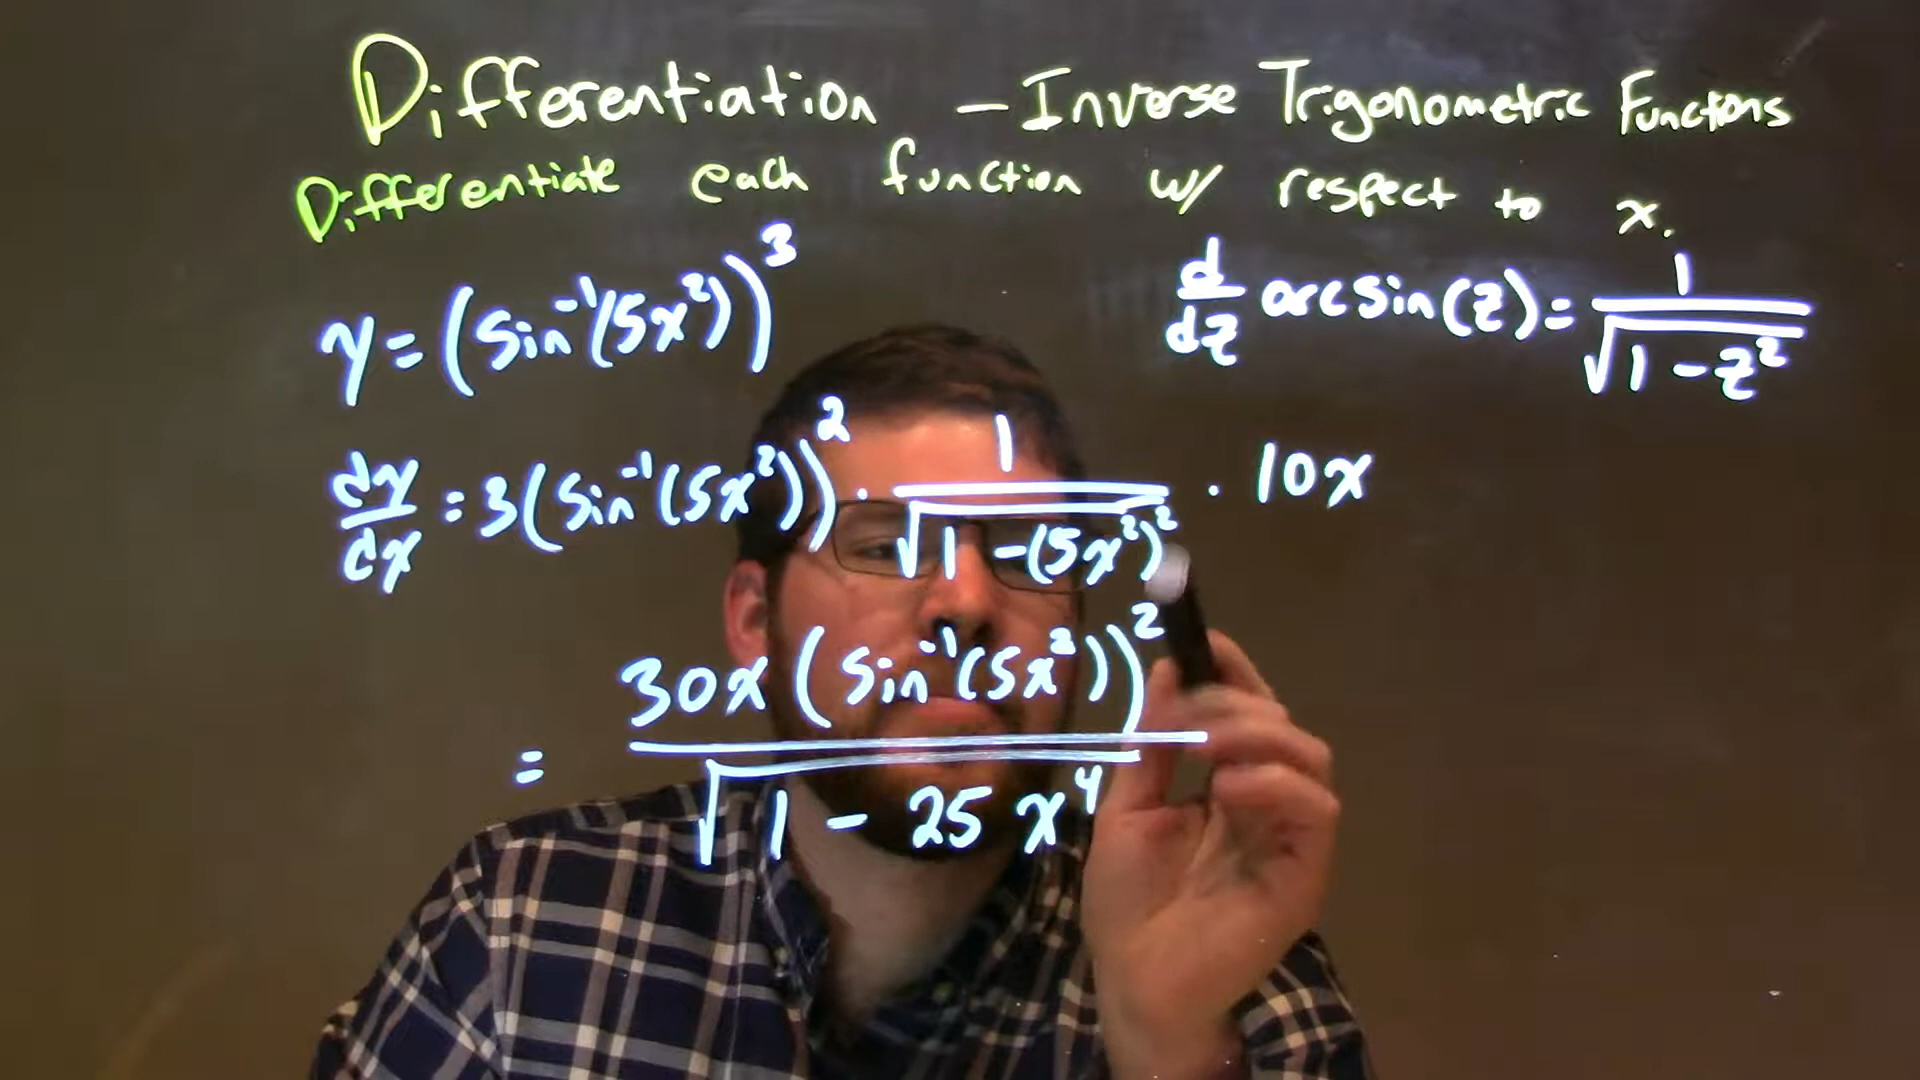 Differentiation - Inverse Trigonometric Functions
Differentiate each function w/ respect to x.
y = (sin⁻¹(5x²))³
d/dz arcsin(z) = 1/√(1 - z²)
dy/dx = 3(sin⁻¹(5x²))² · 1/√(1 - (5x²)²) · 10x
= 30x(sin⁻¹(5x²))²/√(1 - 25x⁴)